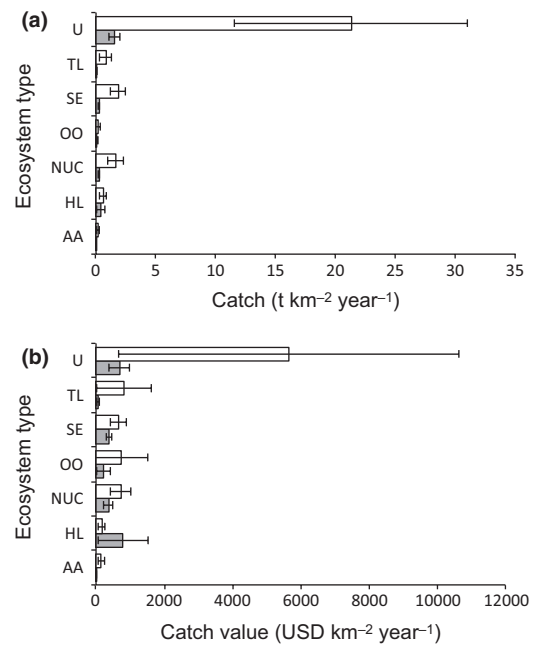 (a)
Ecosystem type
U
TL
SE
OO
NUC
HL
AA
0 5 10 15 20 25 30 35
Catch (t km⁻² year⁻¹)
(b)
Ecosystem type
U
TL
SE
OO
NUC
HL
AA
0 2000 4000 6000 8000 10000 12000
Catch value (USD km⁻² year⁻¹)